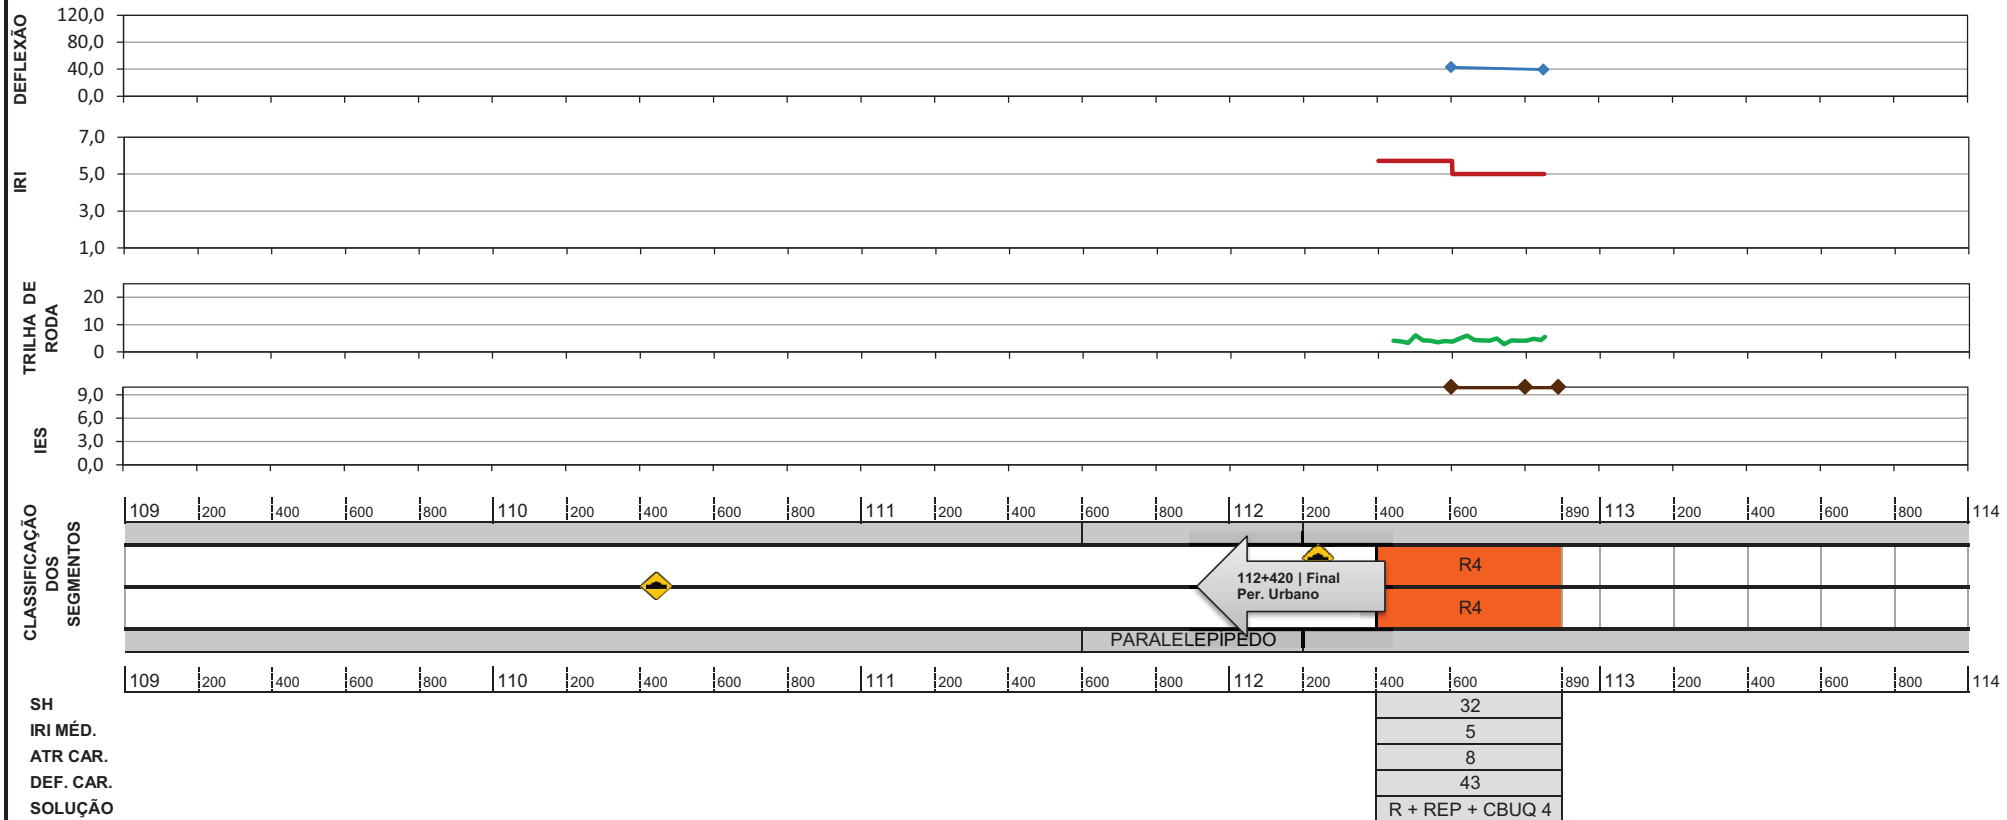 DEFLEXÃO
120,0
80,0
40,0
0,0
IRI
7,0
5,0
3,0
1,0
TRILHA DE
RODA
20
10
0
IES
9,0
6,0
3,0
0,0
CLASSIFICAÇÃO
DOS
SEGMENTOS
109 200 400 600 800 110 200 400 600 800 111 200 400 600 800 112 200 400 600 890 113 200 400 600 800 114
R4
112+420 | Final
Per. Urbano
R4
PARALELEPÍPEDO
109 200 400 600 800 110 200 400 600 800 111 200 400 600 800 112 200 400 600 890 113 200 400 600 800 114
SH 32
IRI MÉD. 5
ATR CAR. 8
DEF. CAR. 43
SOLUÇÃO R + REP + CBUQ 4